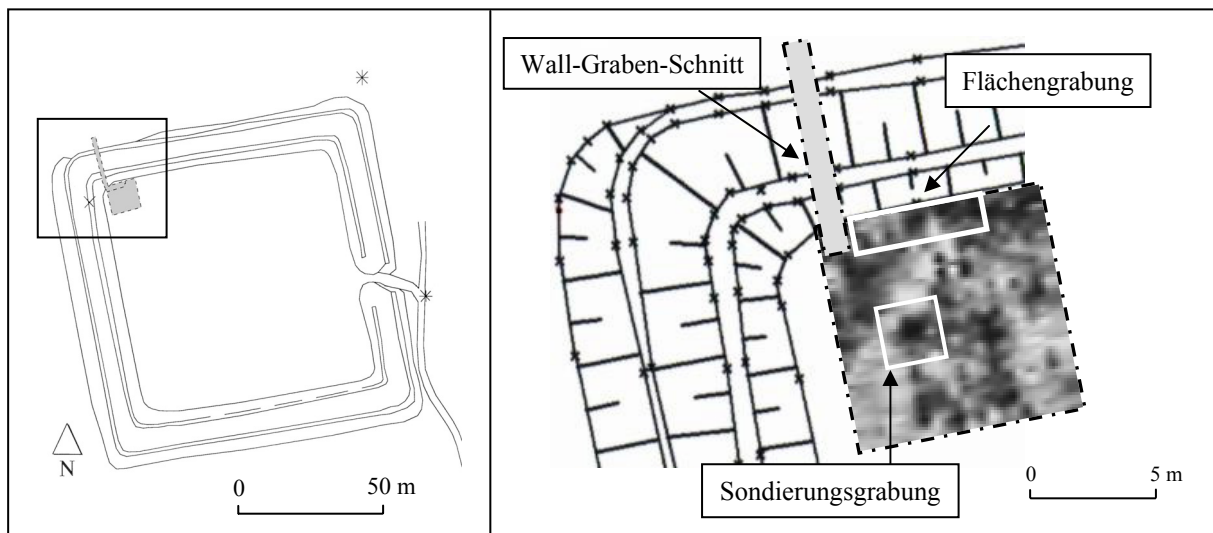 N
0
50 m
Wall-Graben-Schnitt
Flächengrabung
Sondierungsgrabung
0
5 m